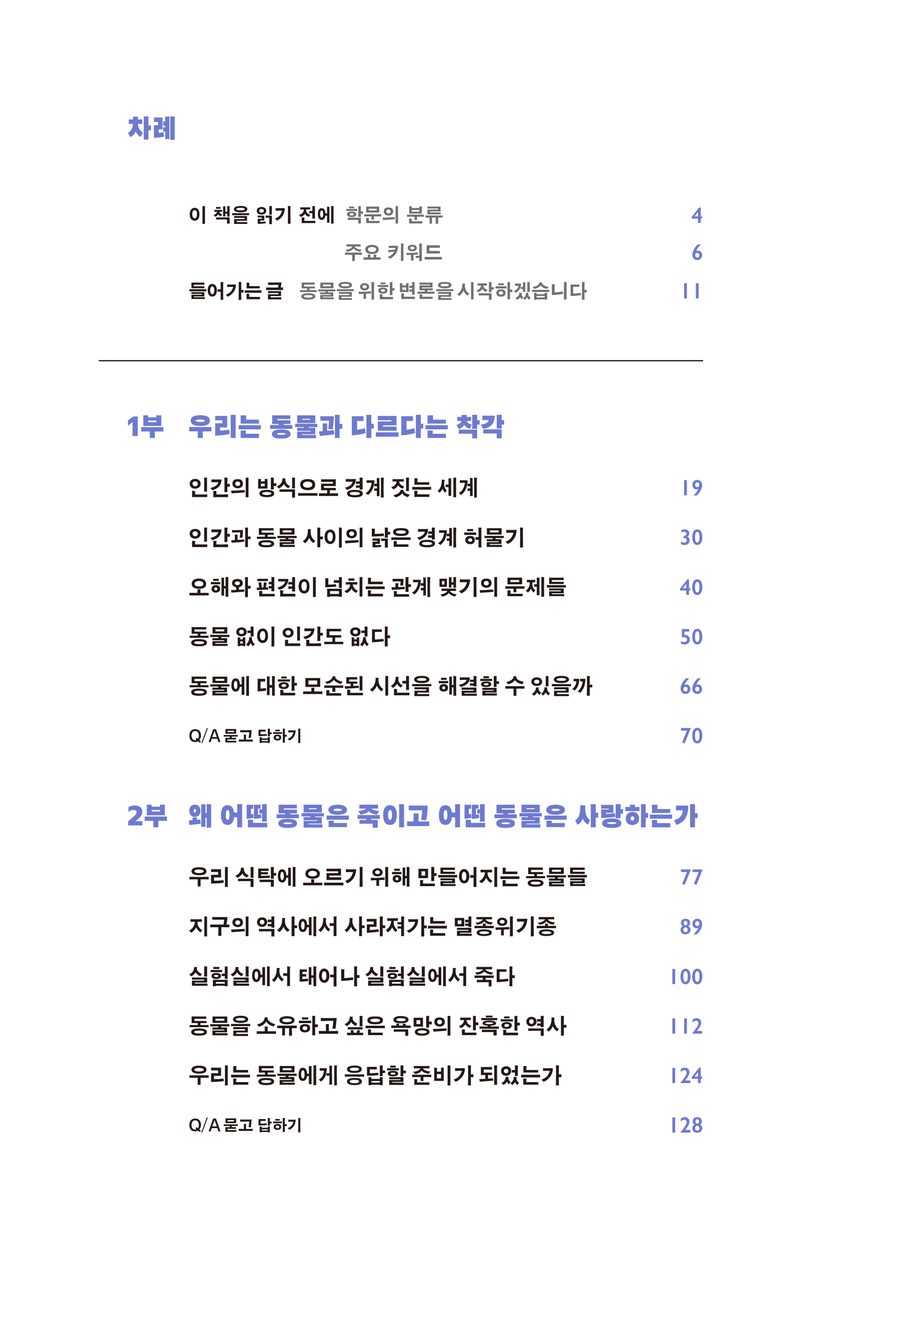 차례
이 책을 읽기 전에 학문의 분류 4
주요 키워드 6
들어가는 글 동물을 위한 변론을 시작하겠습니다 11
1부 우리는 동물과 다르다는 착각
인간의 방식으로 경계 짓는 세계 19
인간과 동물 사이의 낡은 경계 허물기 30
오해와 편견이 넘치는 관계 맺기의 문제들 40
동물 없이 인간도 없다 50
동물에 대한 모순된 시선을 해결할 수 있을까 66
Q/A 묻고 답하기 70
2부 왜 어떤 동물은 죽이고 어떤 동물은 사랑하는가
우리 식탁에 오르기 위해 만들어지는 동물들 77
지구의 역사에서 사라져가는 멸종위기종 89
실험실에서 태어나 실험실에서 죽다 100
동물을 소유하고 싶은 욕망의 잔혹한 역사 112
우리는 동물에게 응답할 준비가 되었는가 124
Q/A 묻고 답하기 128